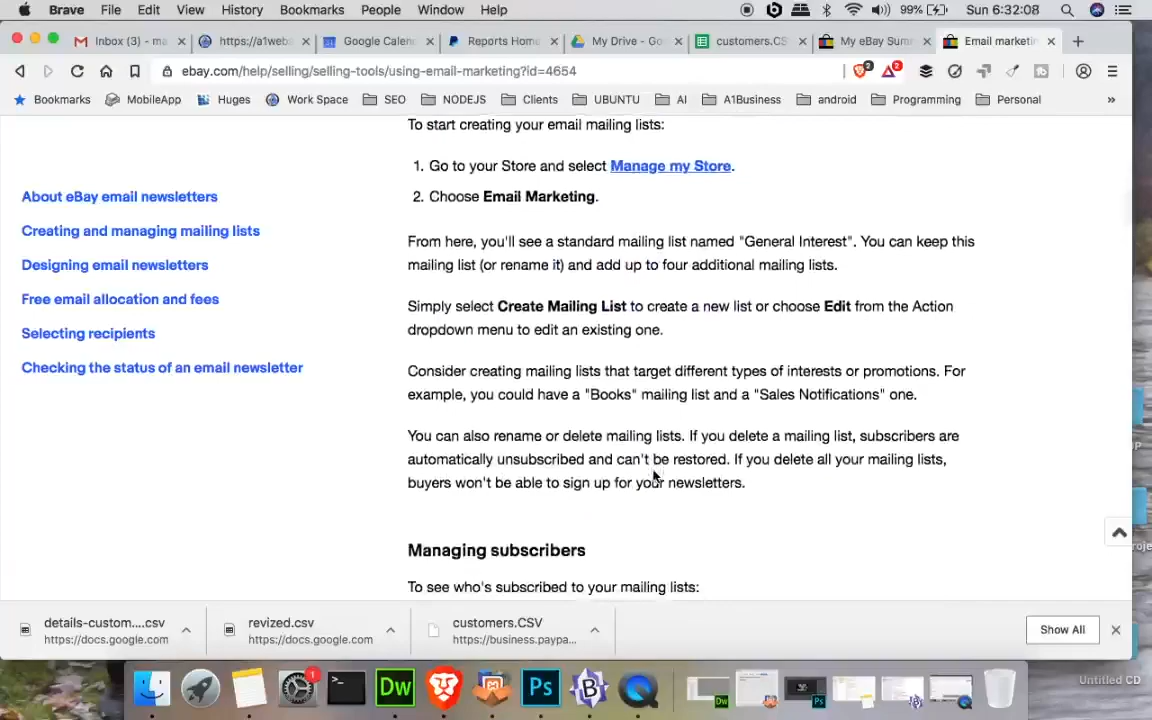 Brave File Edit View History Bookmarks People Window Help 99% Sun 6:32:08
Inbox (3) - ma
https://a1webs
Google Calen
Reports Home
My Drive - Go
customers.CS
My eBay Sum
Email marketin
ebay.com/help/selling/selling-tools/using-email-marketing?id=4654
2
2
Bookmarks MobileApp Huges Work Space SEO NODEJS Clients UBUNTU AI A1Business android Programming Personal »
To start creating your email mailing lists:
1. Go to your Store and select Manage my Store.
2. Choose Email Marketing.
From here, you'll see a standard mailing list named "General Interest". You can keep this
mailing list (or rename it) and add up to four additional mailing lists.
Simply select Create Mailing List to create a new list or choose Edit from the Action
dropdown menu to edit an existing one.
Consider creating mailing lists that target different types of interests or promotions. For
example, you could have a "Books" mailing list and a "Sales Notifications" one.
You can also rename or delete mailing lists. If you delete a mailing list, subscribers are
automatically unsubscribed and can't be restored. If you delete all your mailing lists,
buyers won't be able to sign up for your newsletters.
Managing subscribers
To see who's subscribed to your mailing lists:
About eBay email newsletters
Creating and managing mailing lists
Designing email newsletters
Free email allocation and fees
Selecting recipients
Checking the status of an email newsletter
details-custom....csv
https://docs.google.com
revized.csv
https://docs.google.com
customers.CSV
https://business.paypa...
Show All
1
Dw
Ps
B
Untitled CD